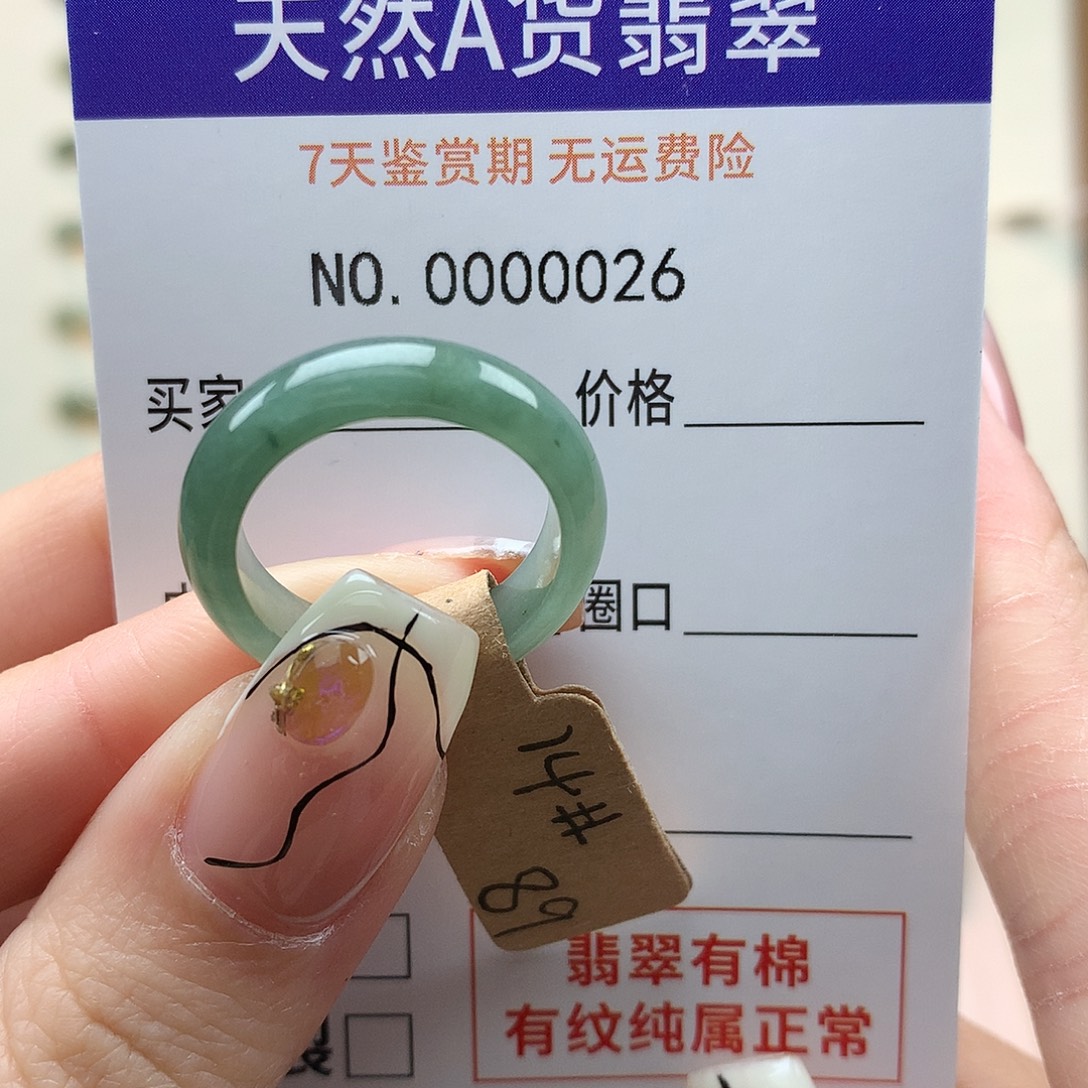 天然A货翡翠
7天鉴赏期 无运费险
NO.0000026
买家
价格
圈口
14#
翡翠有棉
有纹纯属正常